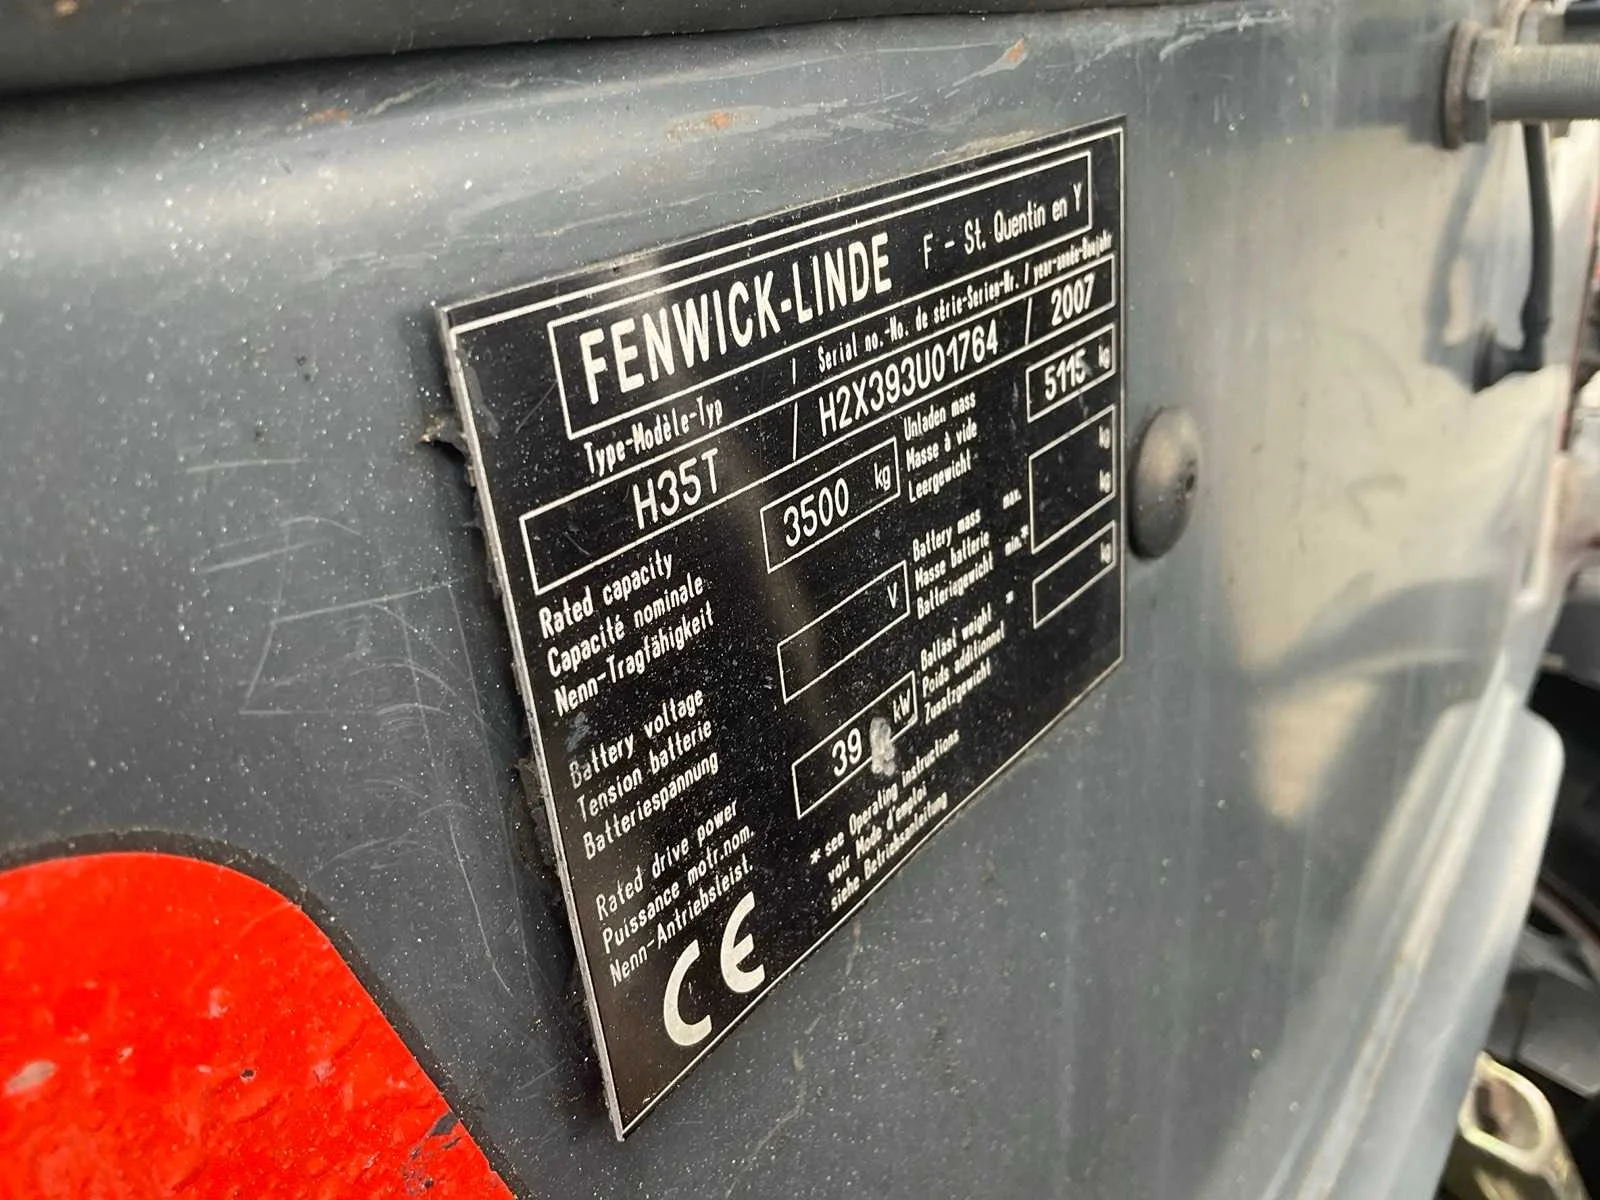 FENWICK-LINDE F - St. Quentin en Y
Type-Modèle-Typ / Serial no.-No. de série-Serien-Nr. / year-année-Baujahr
H35T / H2X393U01764 / 2007
Rated capacity
Capacité nominale
Nenn-Tragfähigkeit
3500 kg
Unladen mass
Masse à vide
Leergewicht
5115 kg
Battery voltage
Tension batterie
Batteriespannung
V
Battery mass
Masse batterie
Batteriegewicht
max. kg
min.* kg
Rated drive power
Puissance motr.nom.
Nenn-Antriebsleist.
39 kW
Ballast weight *
Poids additionnel
Zusatzgewicht
kg
* see Operating instructions
voir Mode d'emploi
siehe Betriebsanleitung
CE